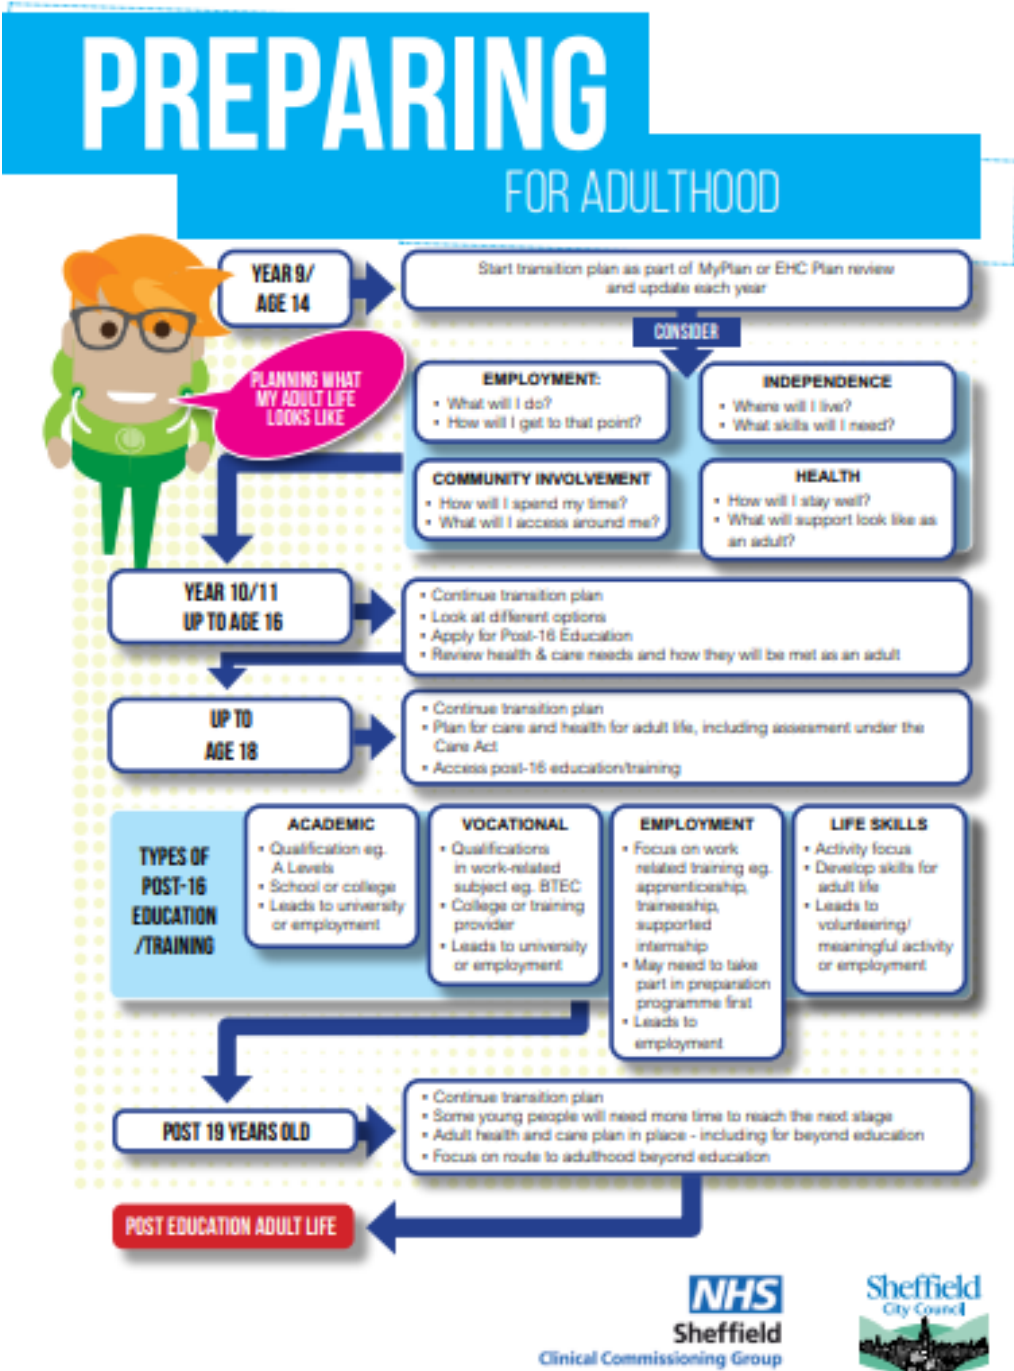 PREPARING
FOR ADULTHOOD
YEAR 9/
AGE 14
Start transition plan as part of MyPlan or EHC Plan review
and update each year
CONSIDER
PLANNING WHAT
MY ADULT LIFE
LOOKS LIKE
EMPLOYMENT:
• What will I do?
• How will I get to that point?
INDEPENDENCE
• Where will I live?
• What skills will I need?
COMMUNITY INVOLVEMENT
• How will I spend my time?
• What will I access around me?
HEALTH
• How will I stay well?
• What will support look like as
an adult?
YEAR 10/11
UP TO AGE 16
• Continue transition plan
• Look at different options
• Apply for Post-16 Education
• Review health & care needs and how they will be met as an adult
UP TO
AGE 18
• Continue transition plan
• Plan for care and health for adult life, including assesment under the
Care Act
• Access post-16 education/training
TYPES OF
POST-16
EDUCATION
/TRAINING
ACADEMIC
• Qualification eg.
A Levels
• School or college
• Leads to university
or employment
VOCATIONAL
• Qualifications
in work-related
subject eg. BTEC
• College or training
provider
• Leads to university
or employment
EMPLOYMENT
• Focus on work
related training eg.
apprenticeship,
traineeship,
supported
internship
• May need to take
part in preparation
programme first
• Leads to
employment
LIFE SKILLS
• Activity focus
• Develop skills for
adult life
• Leads to
volunteering/
meaningful activity
or employment
POST 19 YEARS OLD
• Continue transition plan
• Some young people will need more time to reach the next stage
• Adult health and care plan in place - including for beyond education
• Focus on route to adulthood beyond education
POST EDUCATION ADULT LIFE
NHS
Sheffield
Clinical Commissioning Group
Sheffield
City Council